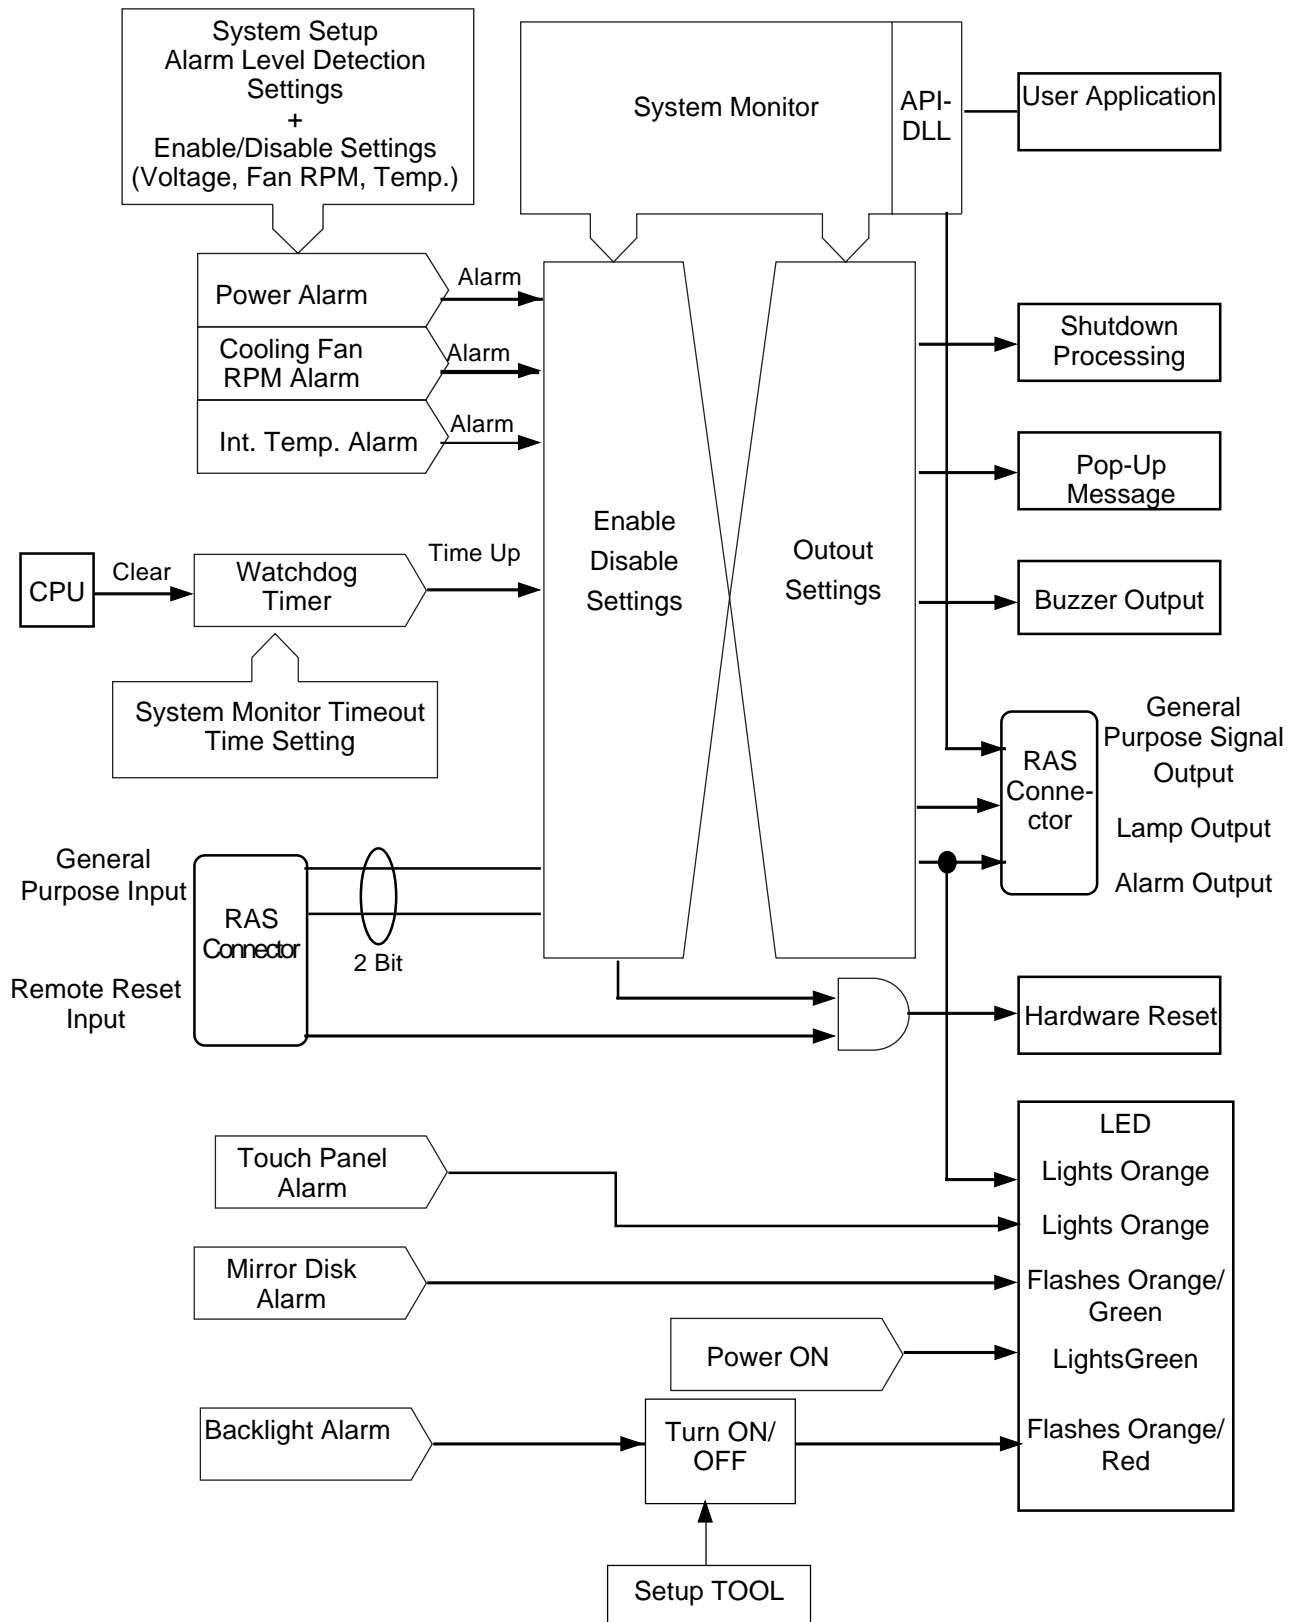 System Setup
Alarm Level Detection
Settings
+
Enable/Disable Settings
(Voltage, Fan RPM, Temp.)
System Monitor
API-
DLL
User Application
Power Alarm
Alarm
Cooling Fan
RPM Alarm
Alarm
Int. Temp. Alarm
Alarm
Shutdown
Processing
Pop-Up
Message
Enable
Disable
Settings
Outout
Settings
CPU
Clear
Watchdog
Timer
Time Up
Buzzer Output
System Monitor Timeout
Time Setting
RAS
Conne-
ctor
General
Purpose Signal
Output
Lamp Output
Alarm Output
General
Purpose Input
RAS
Connector
2 Bit
Remote Reset
Input
Hardware Reset
LED
Touch Panel
Alarm
Lights Orange
Lights Orange
Mirror Disk
Alarm
Flashes Orange/
Green
Power ON
LightsGreen
Backlight Alarm
Turn ON/
OFF
Flashes Orange/
Red
Setup TOOL